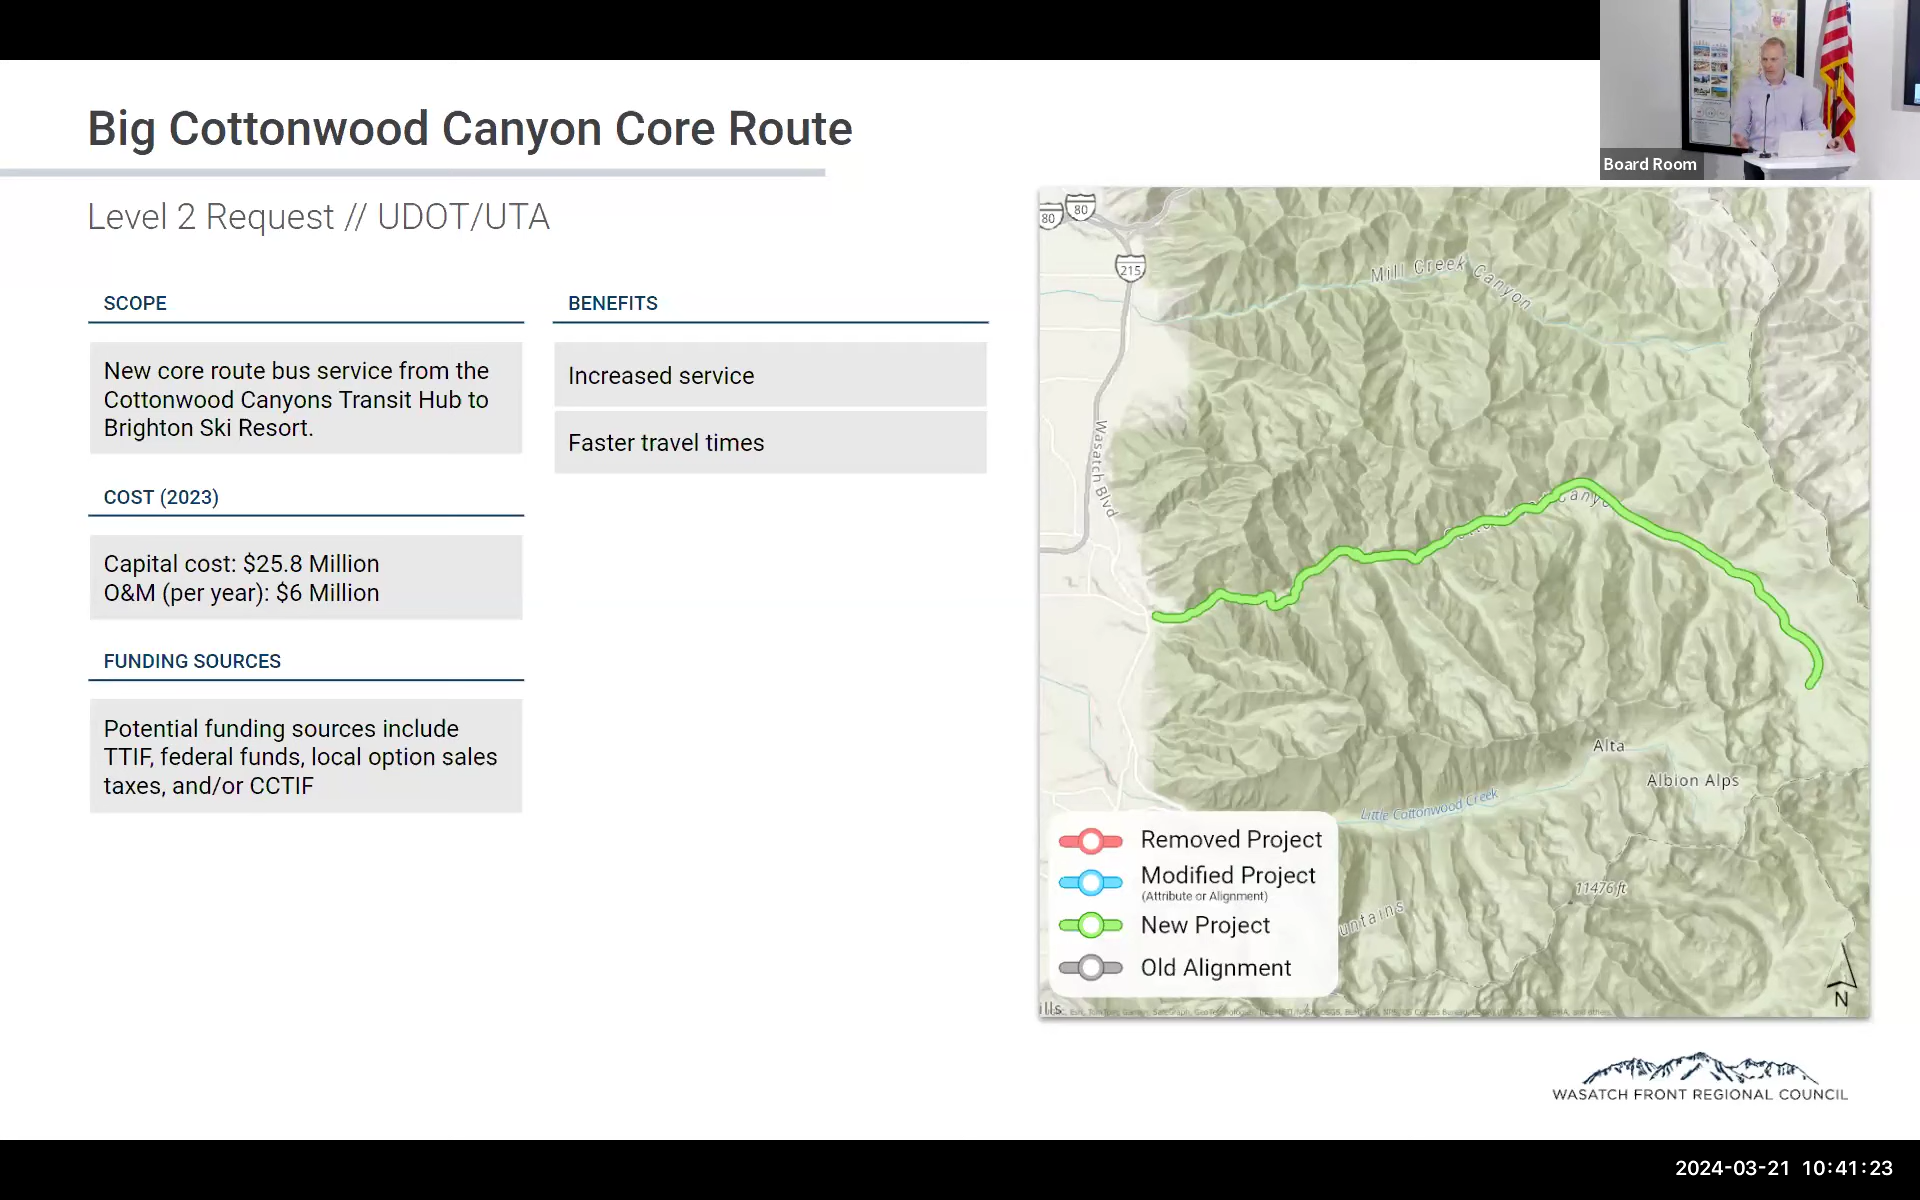 Big Cottonwood Canyon Core Route
Level 2 Request // UDOT/UTA
SCOPE
New core route bus service from the
Cottonwood Canyons Transit Hub to
Brighton Ski Resort.
COST (2023)
Capital cost: $25.8 Million
O&M (per year): $6 Million
FUNDING SOURCES
Potential funding sources include
TTIF, federal funds, local option sales
taxes, and/or CCTIF
BENEFITS
Increased service
Faster travel times
Board Room
80
80
215
Mill Creek Canyon
Wasatch Blvd
Alta
Albion Alps
Little Cottonwood Creek
11476 ft
untains
ills
Removed Project
Modified Project
(Attribute or Alignment)
New Project
Old Alignment
N
WASATCH FRONT REGIONAL COUNCIL
2024-03-21 10:41:23